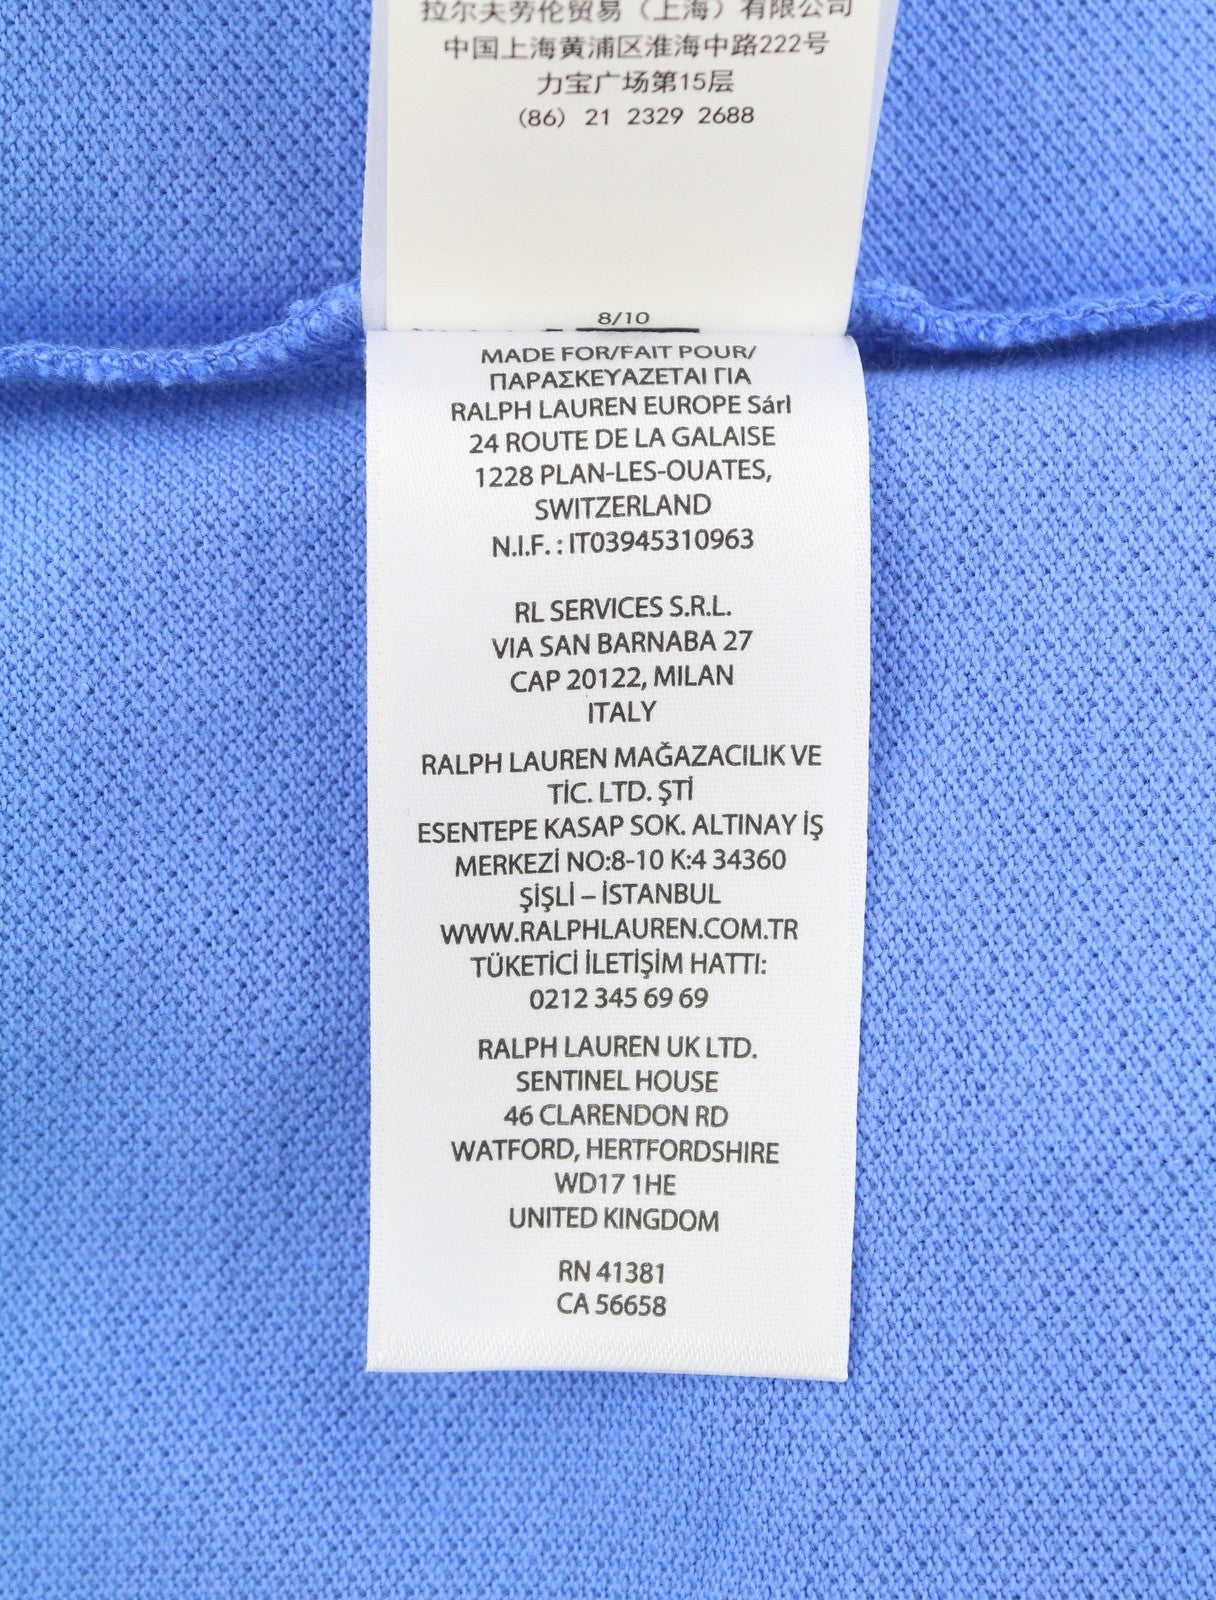 拉尔夫劳伦贸易（上海）有限公司
中国上海黄浦区淮海中路222号
力宝广场第15层
(86) 21 2329 2688
8/10
MADE FOR/FAIT POUR/
ΠΑΡΑΣΚΕΥΑΖΕΤΑΙ ΓΙΑ
RALPH LAUREN EUROPE Sárl
24 ROUTE DE LA GALAISE
1228 PLAN-LES-OUATES,
SWITZERLAND
N.I.F. : IT03945310963
RL SERVICES S.R.L.
VIA SAN BARNABA 27
CAP 20122, MILAN
ITALY
RALPH LAUREN MAĞAZACILIK VE
TİC. LTD. ŞTİ
ESENTEPE KASAP SOK. ALTINAY İŞ
MERKEZİ NO:8-10 K:4 34360
ŞİŞLİ – İSTANBUL
WWW.RALPHLAUREN.COM.TR
TÜKETİCİ İLETİŞİM HATTI:
0212 345 69 69
RALPH LAUREN UK LTD.
SENTINEL HOUSE
46 CLARENDON RD
WATFORD, HERTFORDSHIRE
WD17 1HE
UNITED KINGDOM
RN 41381
CA 56658